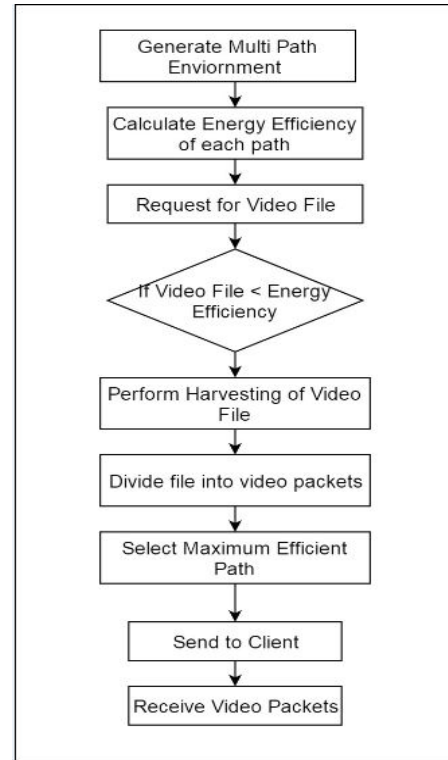 Generate Multi Path
Enviornment
Calculate Energy Efficiency
of each path
Request for Video File
If Video File < Energy
Efficiency
Perform Harvesting of Video
File
Divide file into video packets
Select Maximum Efficient
Path
Send to Client
Receive Video Packets